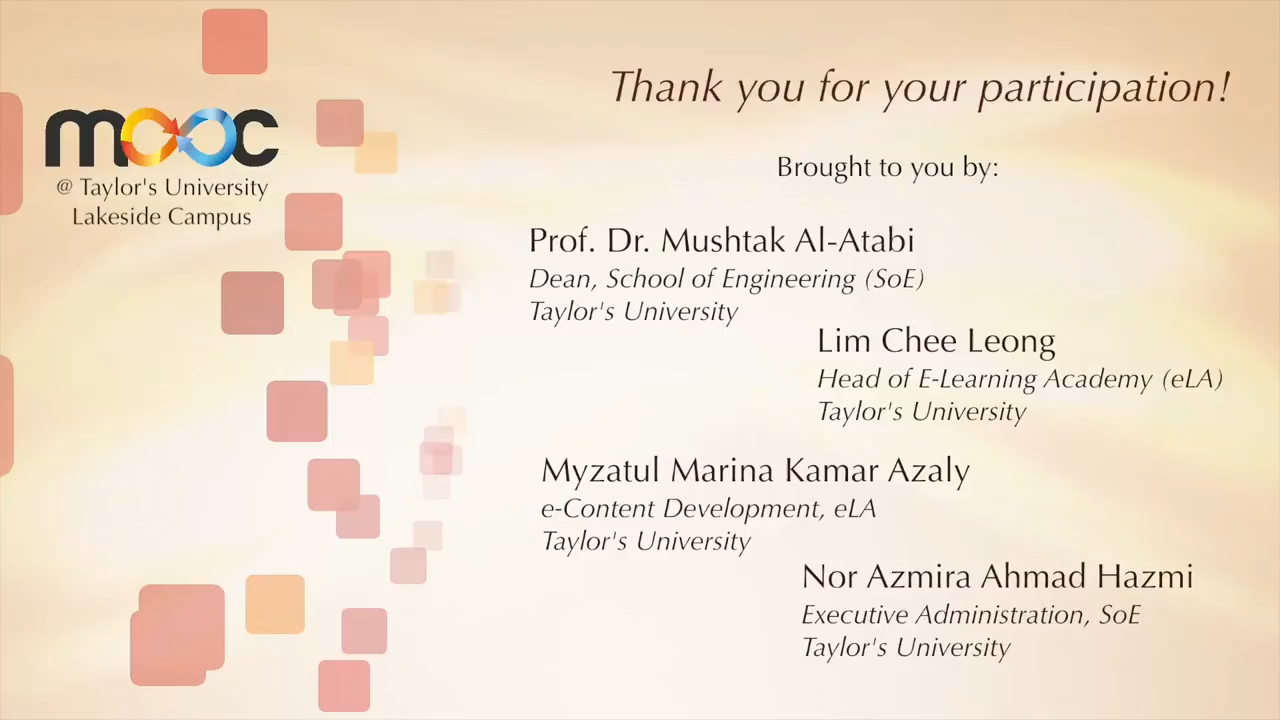 mooc
@ Taylor's University
Lakeside Campus
Thank you for your participation!
Brought to you by:
Prof. Dr. Mushtak Al-Atabi
Dean, School of Engineering (SoE)
Taylor's University
Lim Chee Leong
Head of E-Learning Academy (eLA)
Taylor's University
Myzatul Marina Kamar Azaly
e-Content Development, eLA
Taylor's University
Nor Azmira Ahmad Hazmi
Executive Administration, SoE
Taylor's University